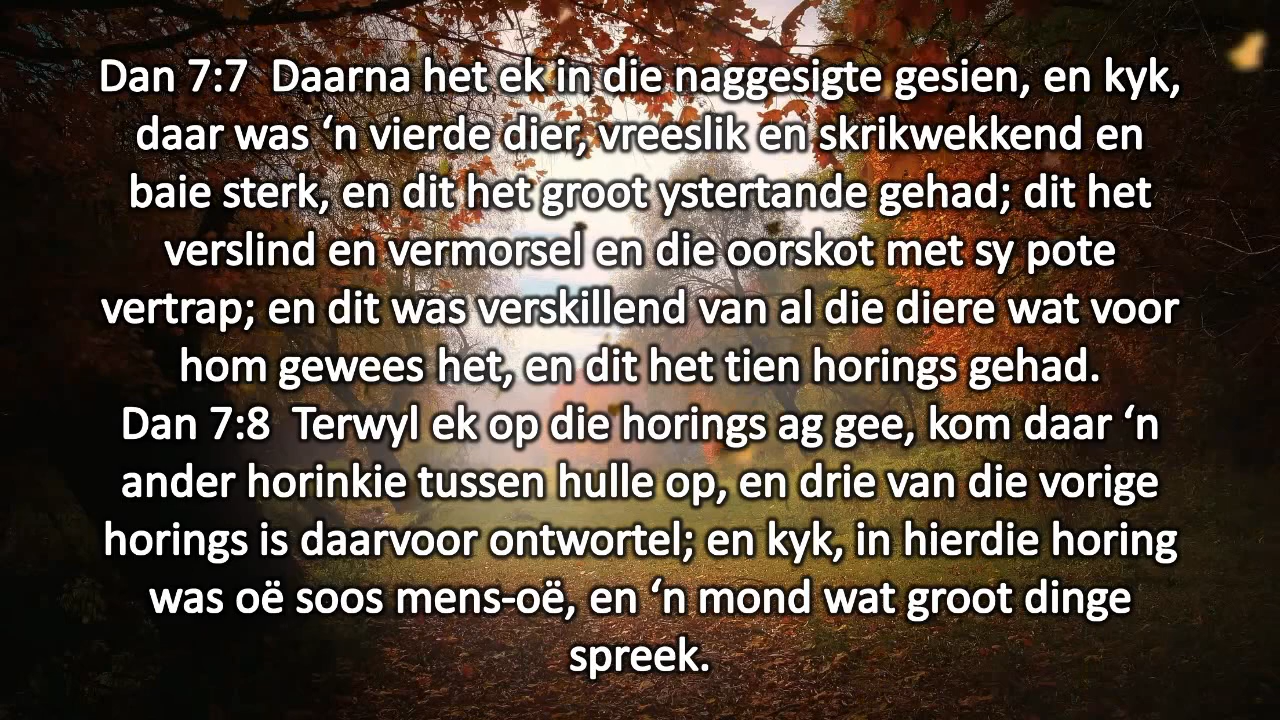 Dan 7:7  Daarna het ek in die naggesigte gesien, en kyk,
daar was ‘n vierde dier, vreeslik en skrikwekkend en
baie sterk, en dit het groot ystertande gehad; dit het
verslind en vermorsel en die oorskot met sy pote
vertrap; en dit was verskillend van al die diere wat voor
hom gewees het, en dit het tien horings gehad.
Dan 7:8  Terwyl ek op die horings ag gee, kom daar ‘n
ander horinkie tussen hulle op, en drie van die vorige
horings is daarvoor ontwortel; en kyk, in hierdie horing
was oë soos mens-oë, en ‘n mond wat groot dinge
spreek.